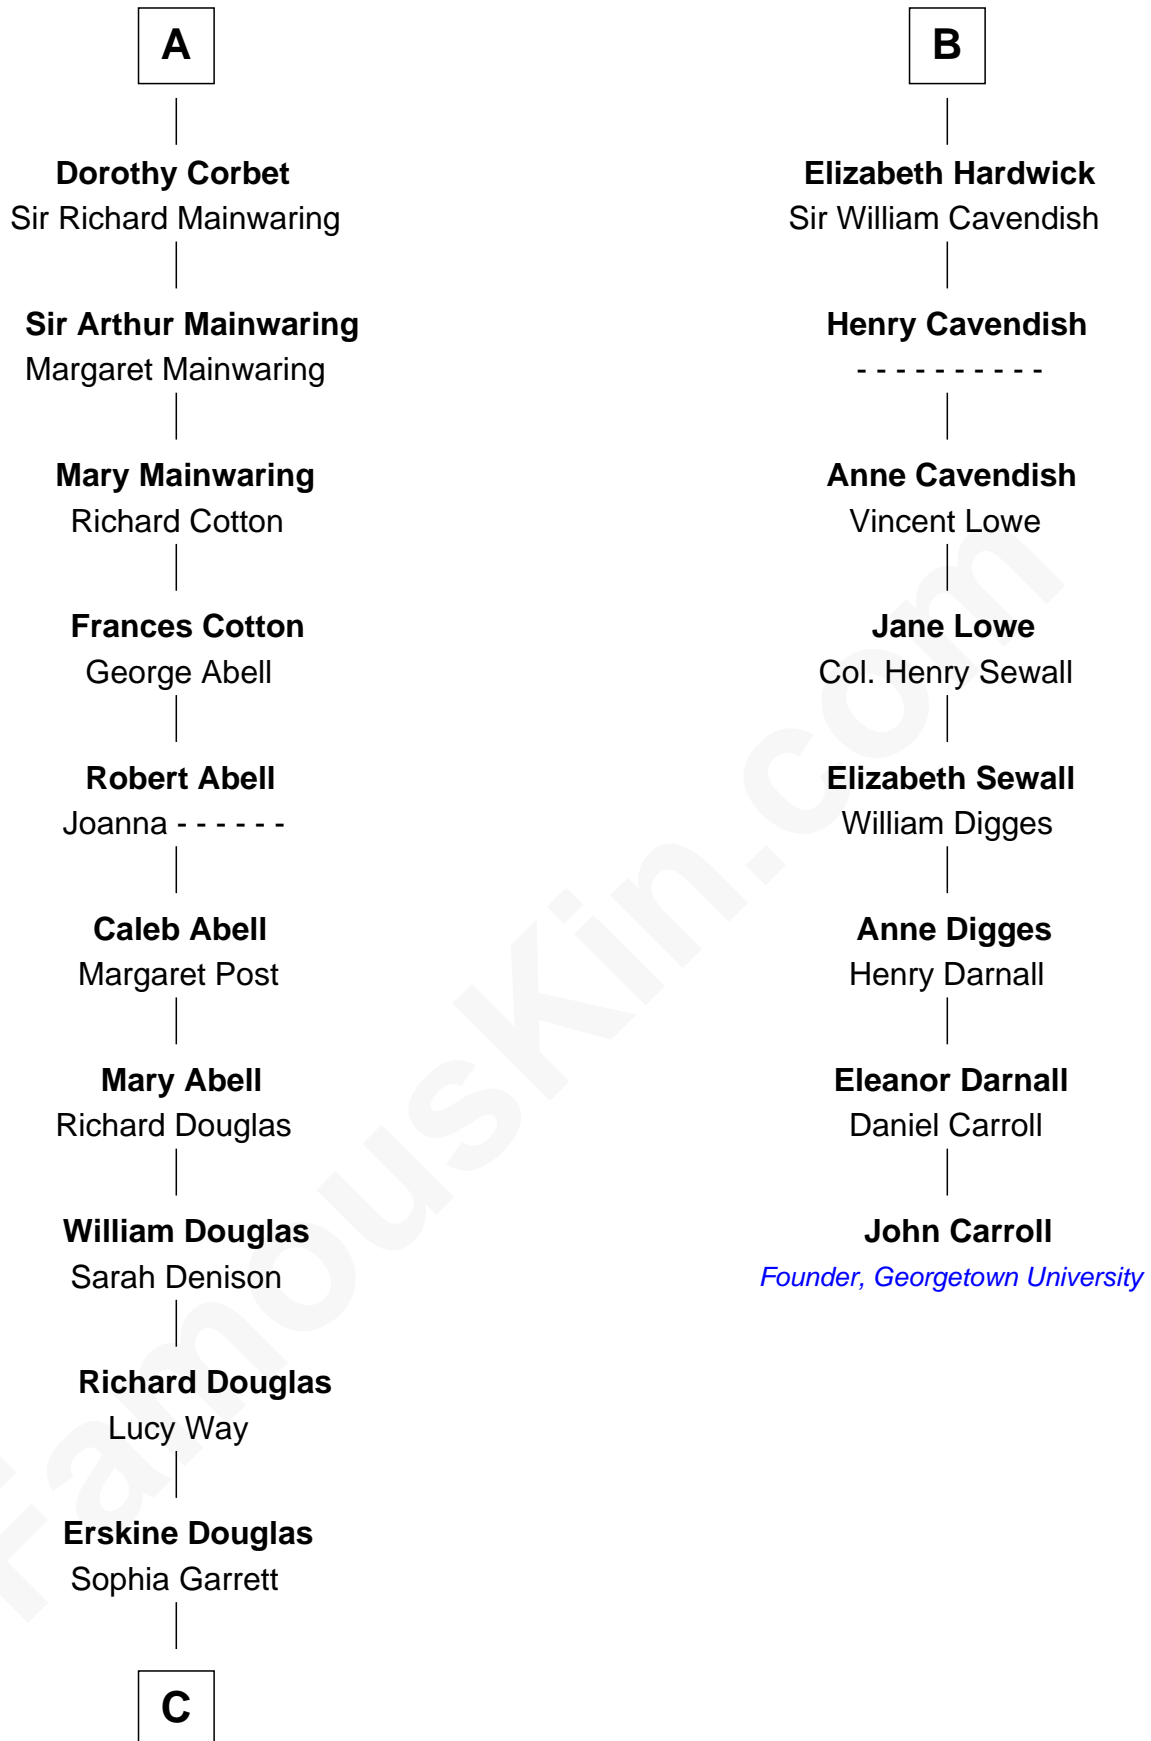 A
Dorothy Corbet
Sir Richard Mainwaring
Sir Arthur Mainwaring
Margaret Mainwaring
Mary Mainwaring
Richard Cotton
Frances Cotton
George Abell
Robert Abell
Joanna - - - - - -
Caleb Abell
Margaret Post
Mary Abell
Richard Douglas
William Douglas
Sarah Denison
Richard Douglas
Lucy Way
Erskine Douglas
Sophia Garrett
C
B
Elizabeth Hardwick
Sir William Cavendish
Henry Cavendish
- - - - - - - - - -
Anne Cavendish
Vincent Lowe
Jane Lowe
Col. Henry Sewall
Elizabeth Sewall
William Digges
Anne Digges
Henry Darnall
Eleanor Darnall
Daniel Carroll
John Carroll
Founder, Georgetown University
FamousKin.com